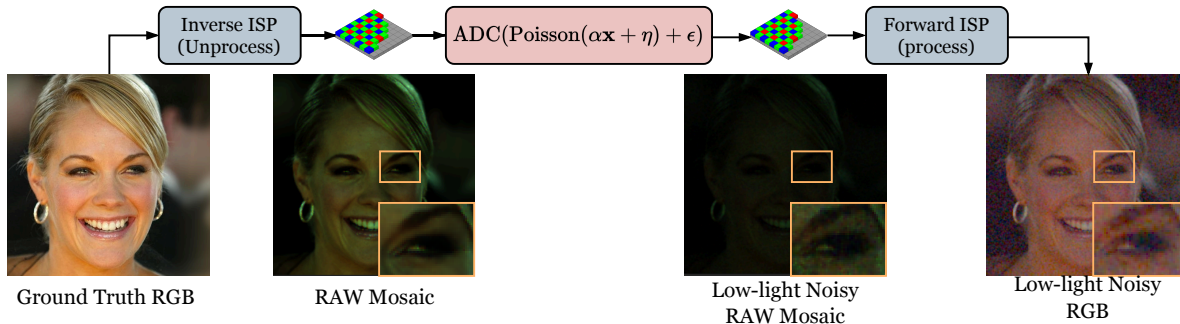 Inverse ISP
(Unprocess)
ADC(Poisson(αx + η) + ϵ)
Forward ISP
(process)
Ground Truth RGB
RAW Mosaic
Low-light Noisy
RAW Mosaic
Low-light Noisy
RGB